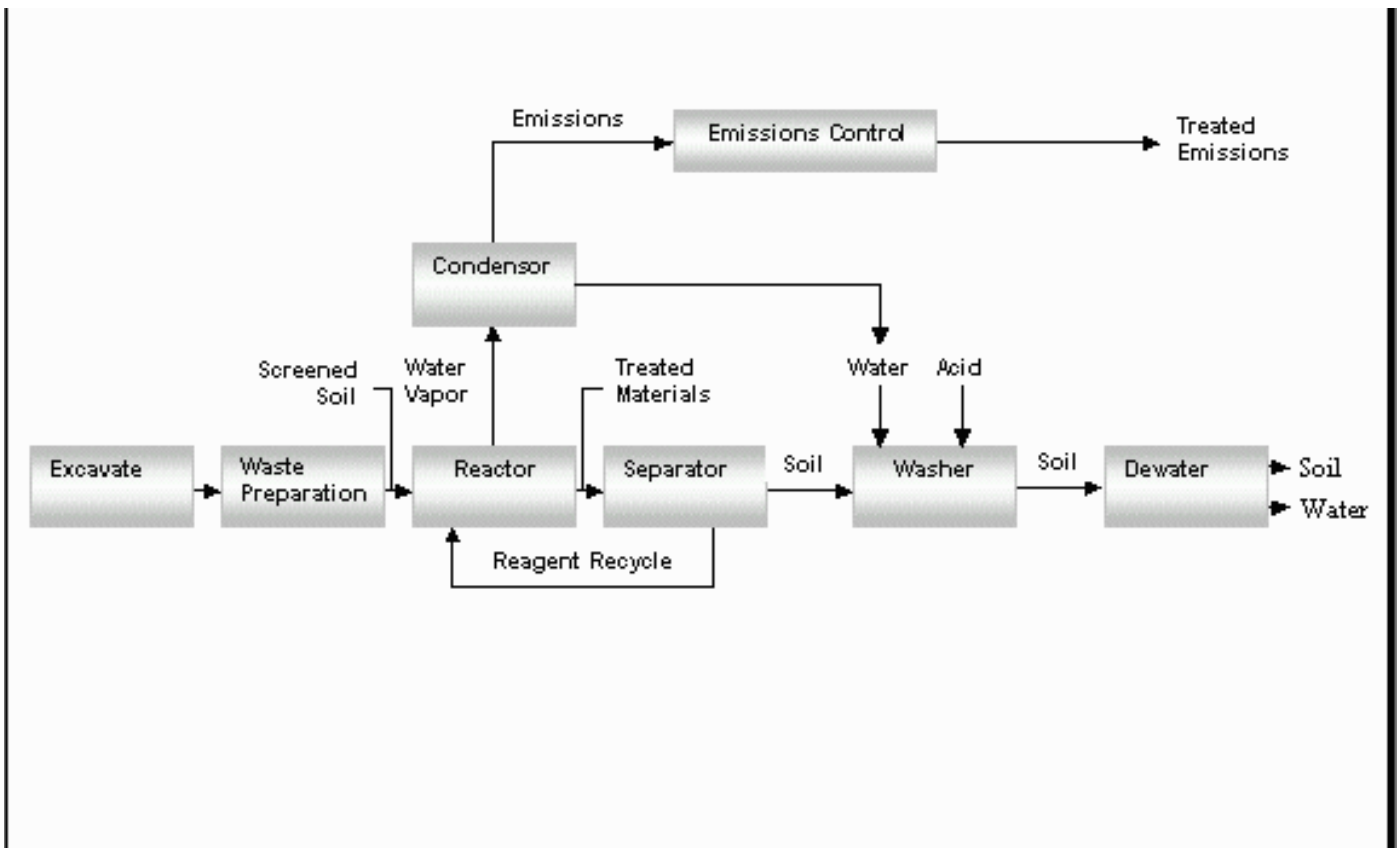 Emissions
Emissions Control
Treated
Emissions
Condensor
Screened
Soil
Water
Vapor
Treated
Materials
Water
Acid
Excavate
Waste
Preparation
Reactor
Separator
Soil
Washer
Soil
Dewater
Soil
Water
Reagent Recycle